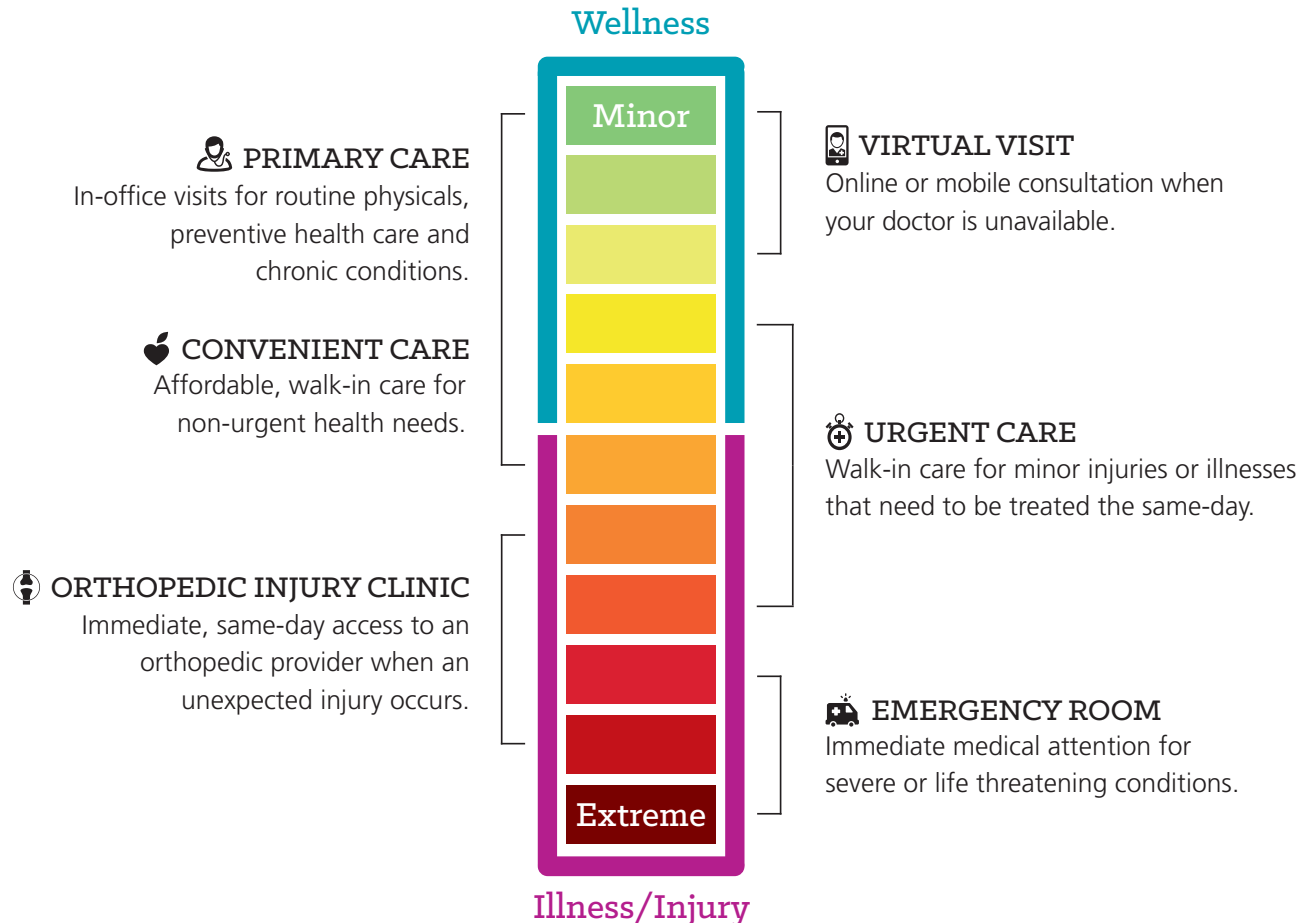 Wellness
Minor
PRIMARY CARE
In-office visits for routine physicals,
preventive health care and
chronic conditions.
CONVENIENT CARE
Affordable, walk-in care for
non-urgent health needs.
ORTHOPEDIC INJURY CLINIC
Immediate, same-day access to an
orthopedic provider when an
unexpected injury occurs.
VIRTUAL VISIT
Online or mobile consultation when
your doctor is unavailable.
URGENT CARE
Walk-in care for minor injuries or illnesses
that need to be treated the same-day.
EMERGENCY ROOM
Immediate medical attention for
severe or life threatening conditions.
Extreme
Illness/Injury